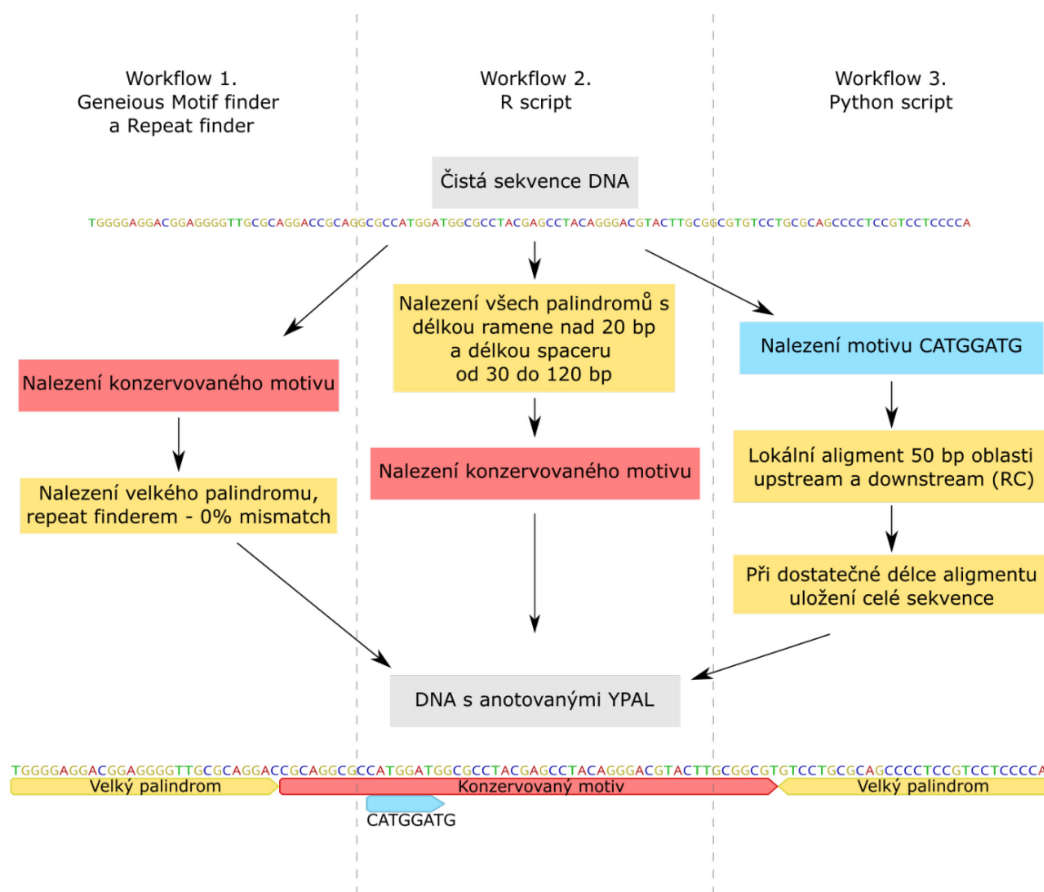 Workflow 1.
Geneious Motif finder
a Repeat finder
Workflow 2.
R script
Workflow 3.
Python script
Čistá sekvence DNA
TGGGGAGGACGGAGGGGTTGCGCAGGACCGCAGGCGCCATGGATGGCGCCTACGAGCCTACAGGGACGTACTTGCGGCGTGTCCTGCGCAGCCCCTCCGTCCTCCCCA
Nalezení konzervovaného motivu
Nalezení velkého palindromu,
repeat finderem - 0% mismatch
Nalezení všech palindromů s
délkou ramene nad 20 bp
a délkou spaceru
od 30 do 120 bp
Nalezení konzervovaného motivu
Nalezení motivu CATGGATG
Lokální aligment 50 bp oblasti
upstream a downstream (RC)
Při dostatečné délce aligmentu
uložení celé sekvence
DNA s anotovanými YPAL
TGGGGAGGACGGAGGGGTTGCGCAGGACCGCAGGCGCCATGGATGGCGCCTACGAGCCTACAGGGACGTACTTGCGGCGTGTCCTGCGCAGCCCCTCCGTCCTCCCCA
Velký palindrom
Konzervovaný motiv
Velký palindrom
CATGGATG